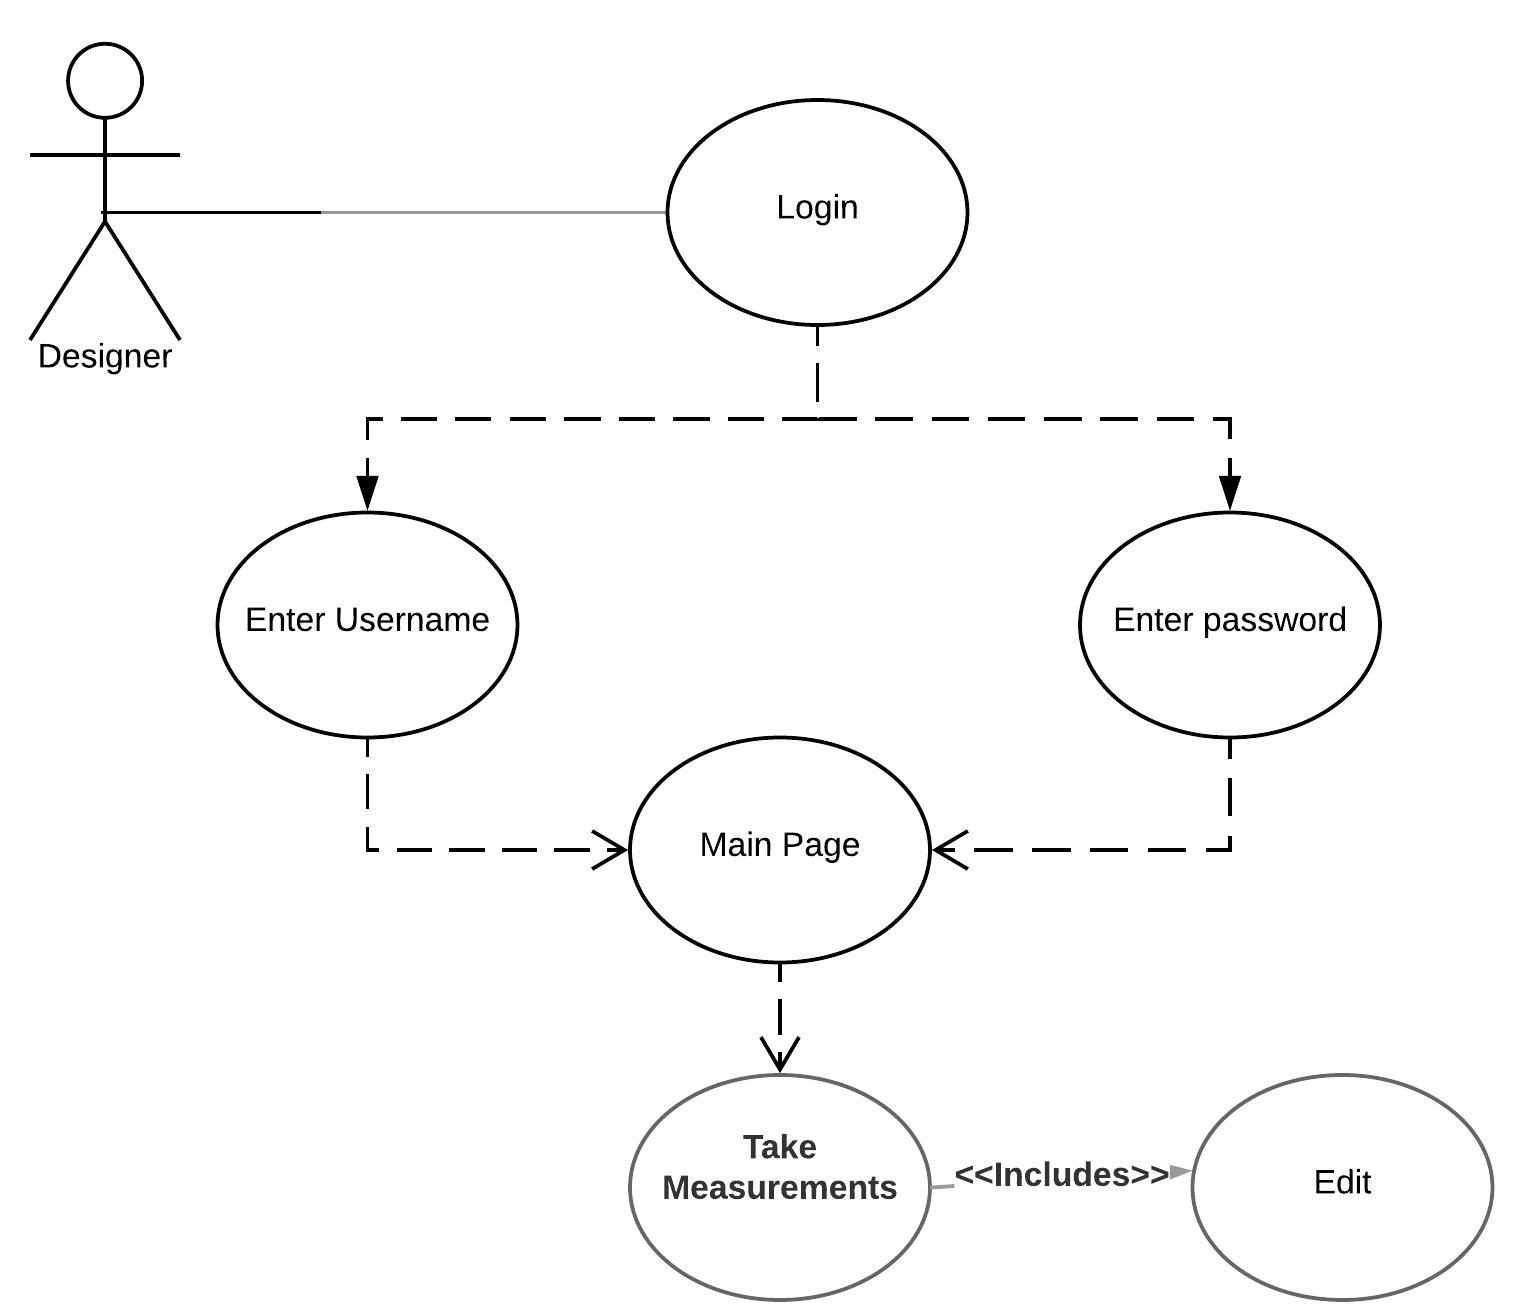 Login
Designer
Enter Username
Enter password
Main Page
Take
Measurements
<<Includes>>
Edit